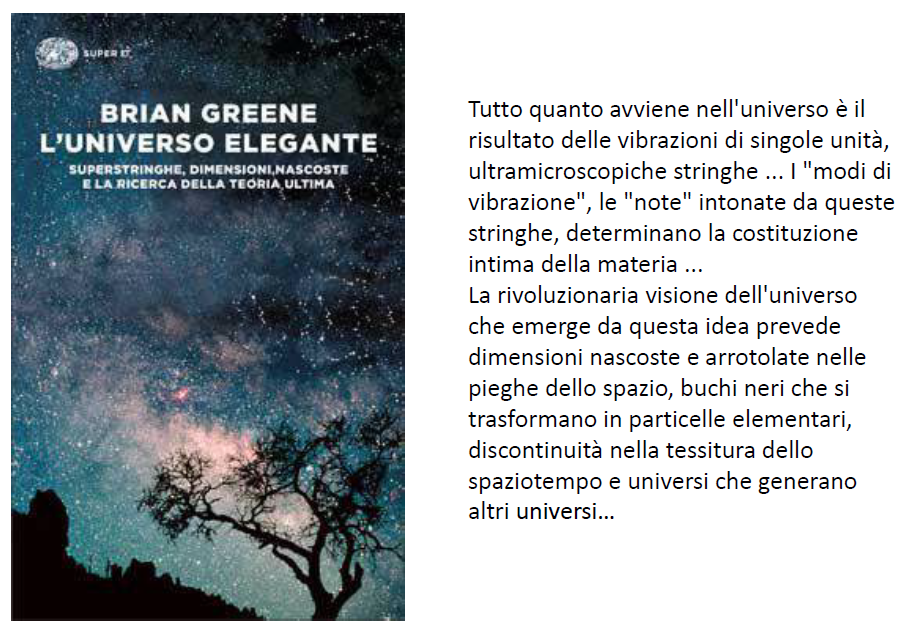 SUPER ET
BRIAN GREENE
L'UNIVERSO ELEGANTE
SUPERSTRINGHE, DIMENSIONI NASCOSTE
E LA RICERCA DELLA TEORIA ULTIMA
Tutto quanto avviene nell'universo è il
risultato delle vibrazioni di singole unità,
ultramicroscopiche stringhe ... I "modi di
vibrazione", le "note" intonate da queste
stringhe, determinano la costituzione
intima della materia ...
La rivoluzionaria visione dell'universo
che emerge da questa idea prevede
dimensioni nascoste e arrotolate nelle
pieghe dello spazio, buchi neri che si
trasformano in particelle elementari,
discontinuità nella tessitura dello
spaziotempo e universi che generano
altri universi...